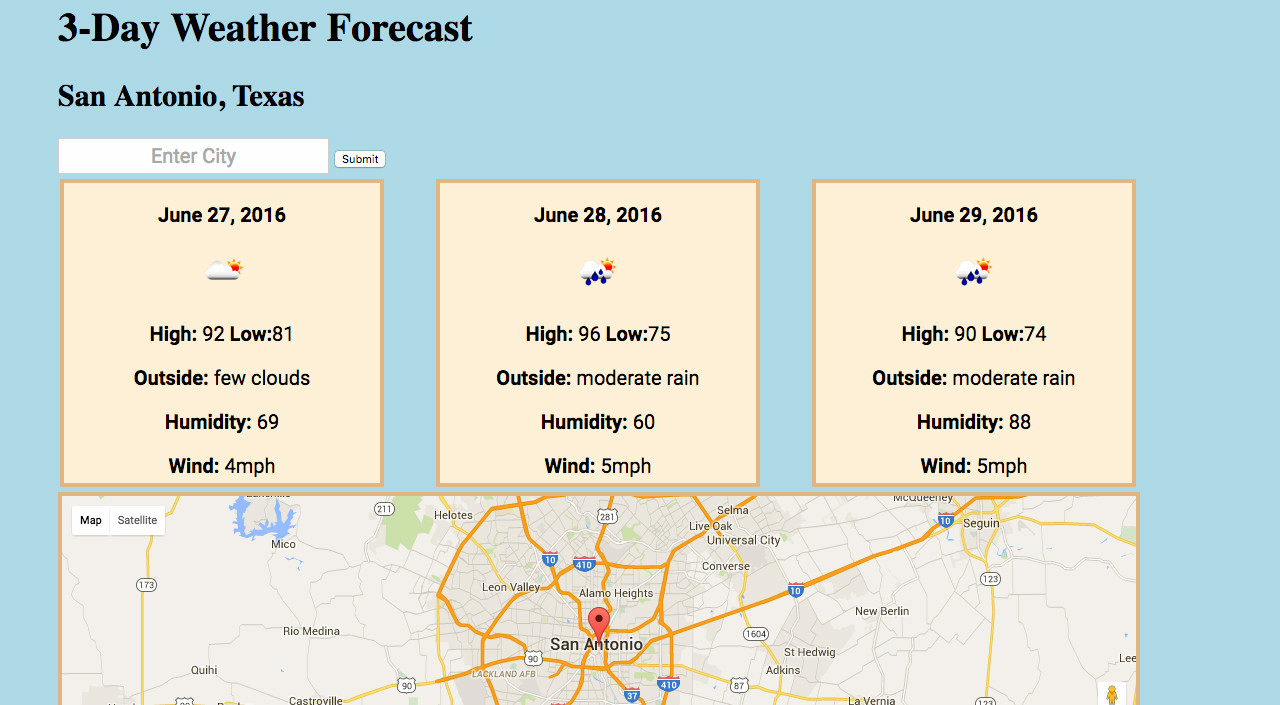 3-Day Weather Forecast
San Antonio, Texas
Enter City
Submit
June 27, 2016
High: 92 Low:81
Outside: few clouds
Humidity: 69
Wind: 4mph
June 28, 2016
High: 96 Low:75
Outside: moderate rain
Humidity: 60
Wind: 5mph
June 29, 2016
High: 90 Low:74
Outside: moderate rain
Humidity: 88
Wind: 5mph
Map Satellite
McQueeney
211
Helotes
281
Selma
10
Seguin
Live Oak
Universal City
Mico
10
410
Converse
173
Leon Valley
Alamo Heights
10
123
New Berlin
Rio Medina
1604
San Antonio
St Hedwig
90
Lee
Quihi
LACKLAND AFB
Adkins
90
410
87
37
Castroville
La Vernia
123